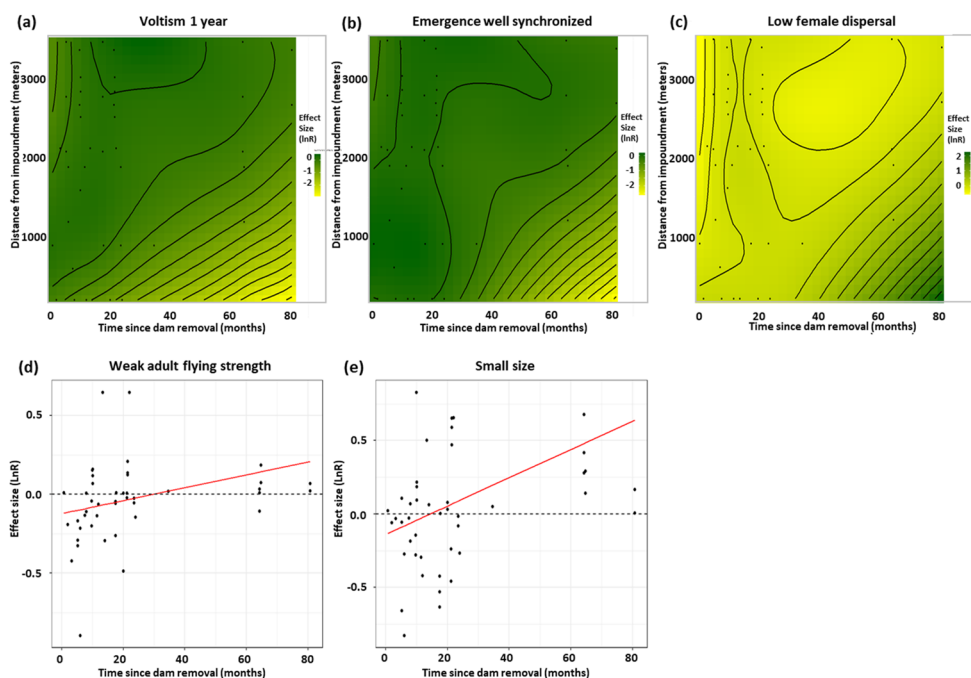 (a) Voltism 1 year
(b) Emergence well synchronized
(c) Low female dispersal
Distance from impoundment (meters)
3000
2000
1000
0 20 40 60 80
Time since dam removal (months)
Effect
Size
(lnR)
0
-1
-2
Distance from impoundment (meters)
3000
2000
1000
0 20 40 60 80
Time since dam removal (months)
Effect
Size
(lnR)
0
-1
-2
Distance from impoundment (meters)
3000
2000
1000
0 20 40 60 80
Time since dam removal (months)
Effect
Size
(lnR)
2
1
0
(d) Weak adult flying strength
Effect size (LnR)
0.5
0.0
-0.5
0 20 40 60 80
Time since dam removal (months)
(e) Small size
Effect size (LnR)
0.5
0.0
-0.5
0 20 40 60 80
Time since dam removal (months)